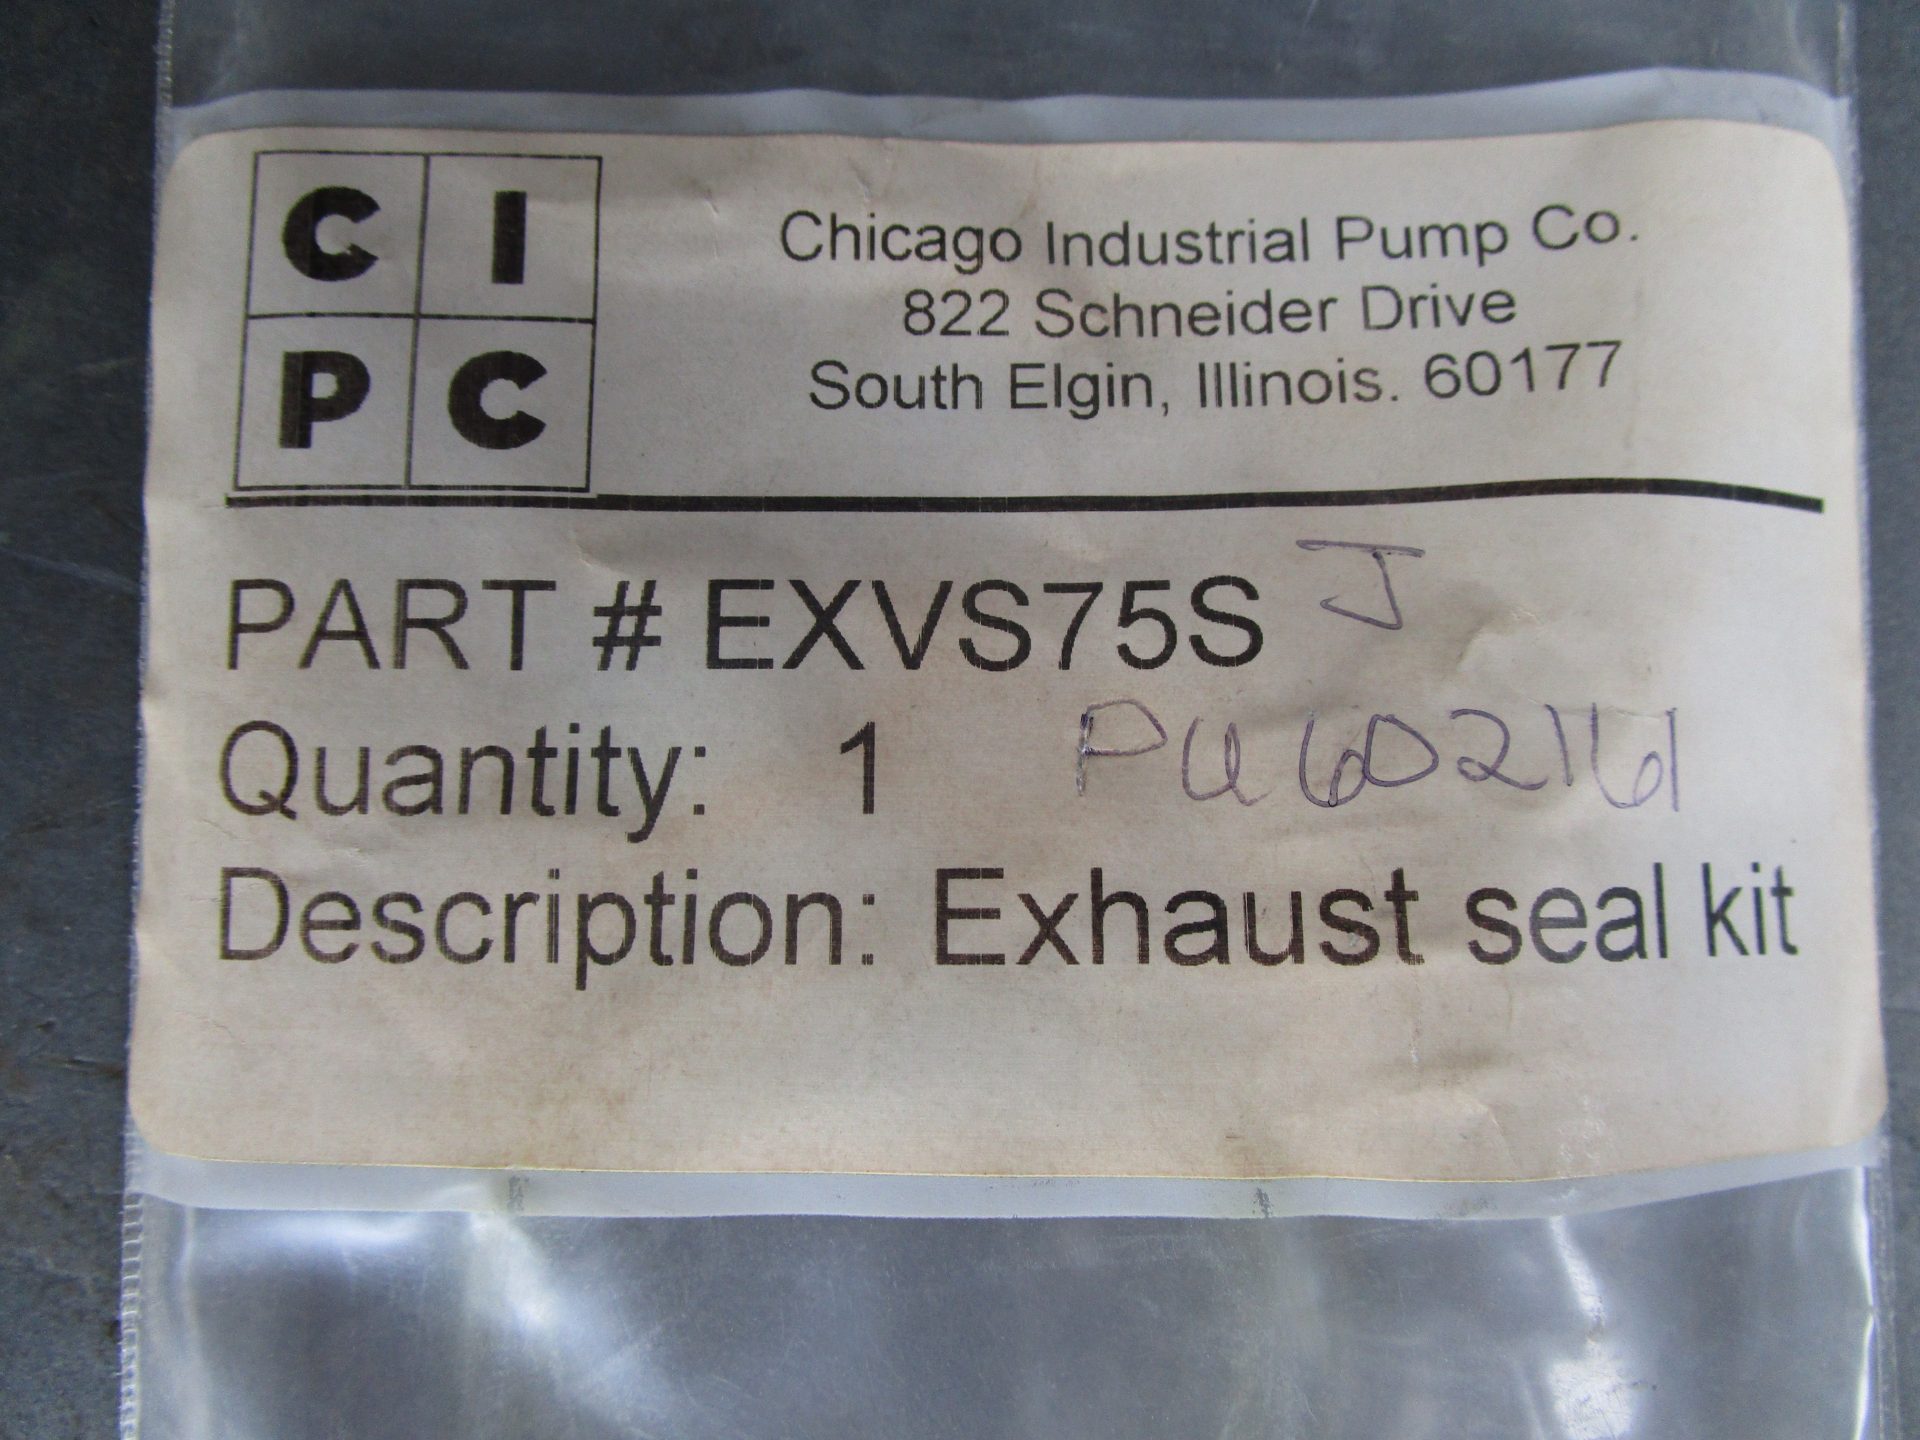 C I
P C
Chicago Industrial Pump Co.
822 Schneider Drive
South Elgin, Illinois. 60177
PART # EXVS75S J
Quantity: 1
Description: Exhaust seal kit